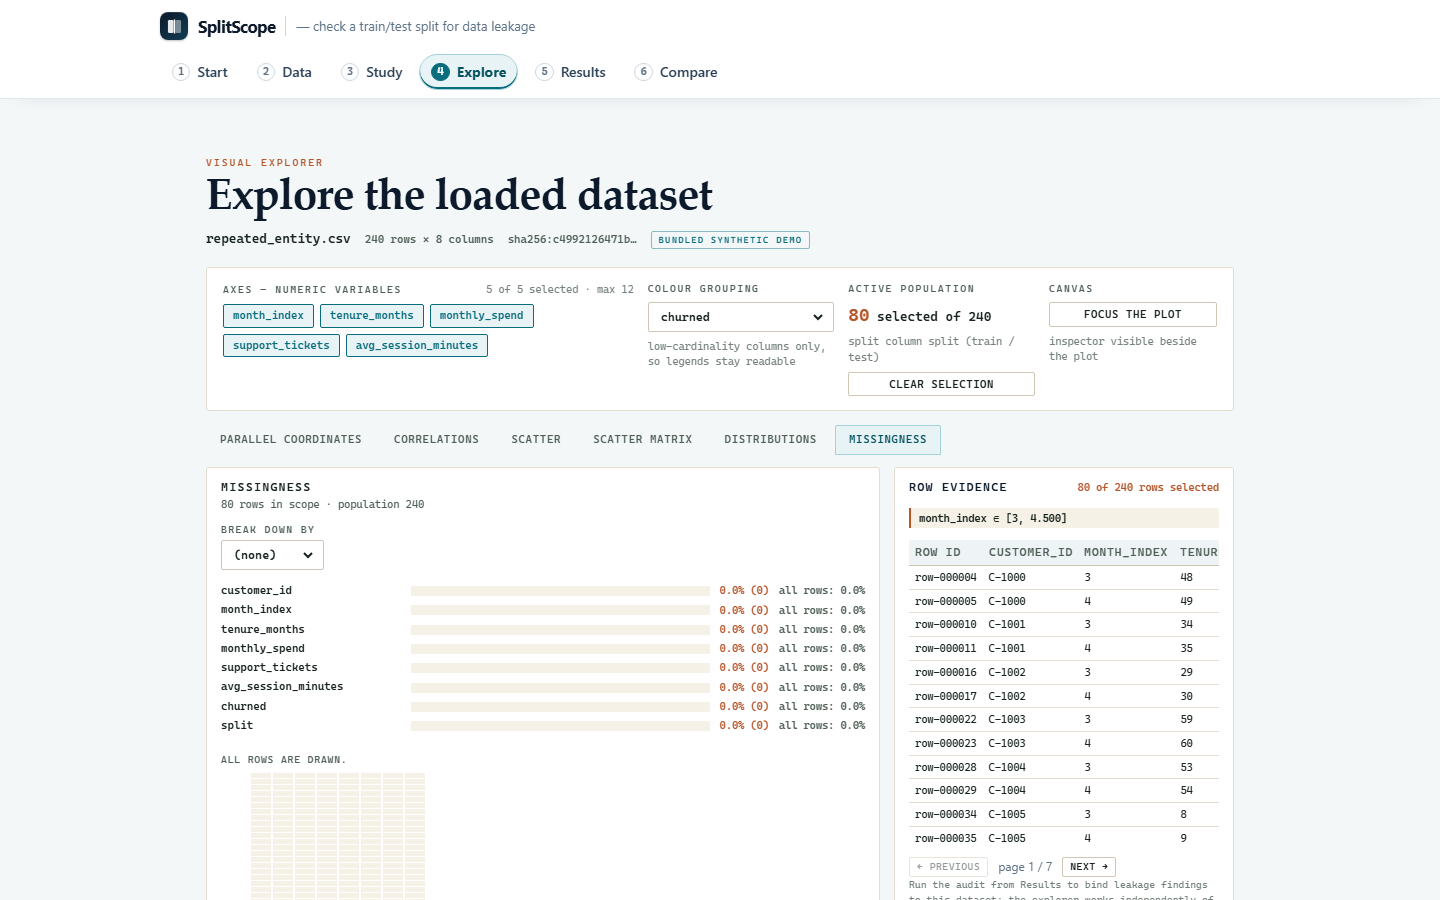 SplitScope
— check a train/test split for data leakage
1 Start
2 Data
3 Study
4 Explore
5 Results
6 Compare
VISUAL EXPLORER
Explore the loaded dataset
repeated_entity.csv 240 rows × 8 columns sha256:c4992126471b… BUNDLED SYNTHETIC DEMO
AXES — NUMERIC VARIABLES 5 of 5 selected · max 12
month_index tenure_months monthly_spend
support_tickets avg_session_minutes
COLOUR GROUPING
churned
low-cardinality columns only,
so legends stay readable
ACTIVE POPULATION
80 selected of 240
split column split (train /
test)
CLEAR SELECTION
CANVAS
FOCUS THE PLOT
inspector visible beside
the plot
PARALLEL COORDINATES CORRELATIONS SCATTER SCATTER MATRIX DISTRIBUTIONS MISSINGNESS
MISSINGNESS
80 rows in scope · population 240
BREAK DOWN BY
(none)
customer_id 0.0% (0) all rows: 0.0%
month_index 0.0% (0) all rows: 0.0%
tenure_months 0.0% (0) all rows: 0.0%
monthly_spend 0.0% (0) all rows: 0.0%
support_tickets 0.0% (0) all rows: 0.0%
avg_session_minutes 0.0% (0) all rows: 0.0%
churned 0.0% (0) all rows: 0.0%
split 0.0% (0) all rows: 0.0%
ALL ROWS ARE DRAWN.
ROW EVIDENCE 80 of 240 rows selected
month_index ∈ [3, 4.500]
ROW ID CUSTOMER_ID MONTH_INDEX TENUR
row-000004 C-1000 3 48
row-000005 C-1000 4 49
row-000010 C-1001 3 34
row-000011 C-1001 4 35
row-000016 C-1002 3 29
row-000017 C-1002 4 30
row-000022 C-1003 3 59
row-000023 C-1003 4 60
row-000028 C-1004 3 53
row-000029 C-1004 4 54
row-000034 C-1005 3 8
row-000035 C-1005 4 9
← PREVIOUS page 1 / 7 NEXT →
Run the audit from Results to bind leakage findings
to this dataset; the explorer works independently of